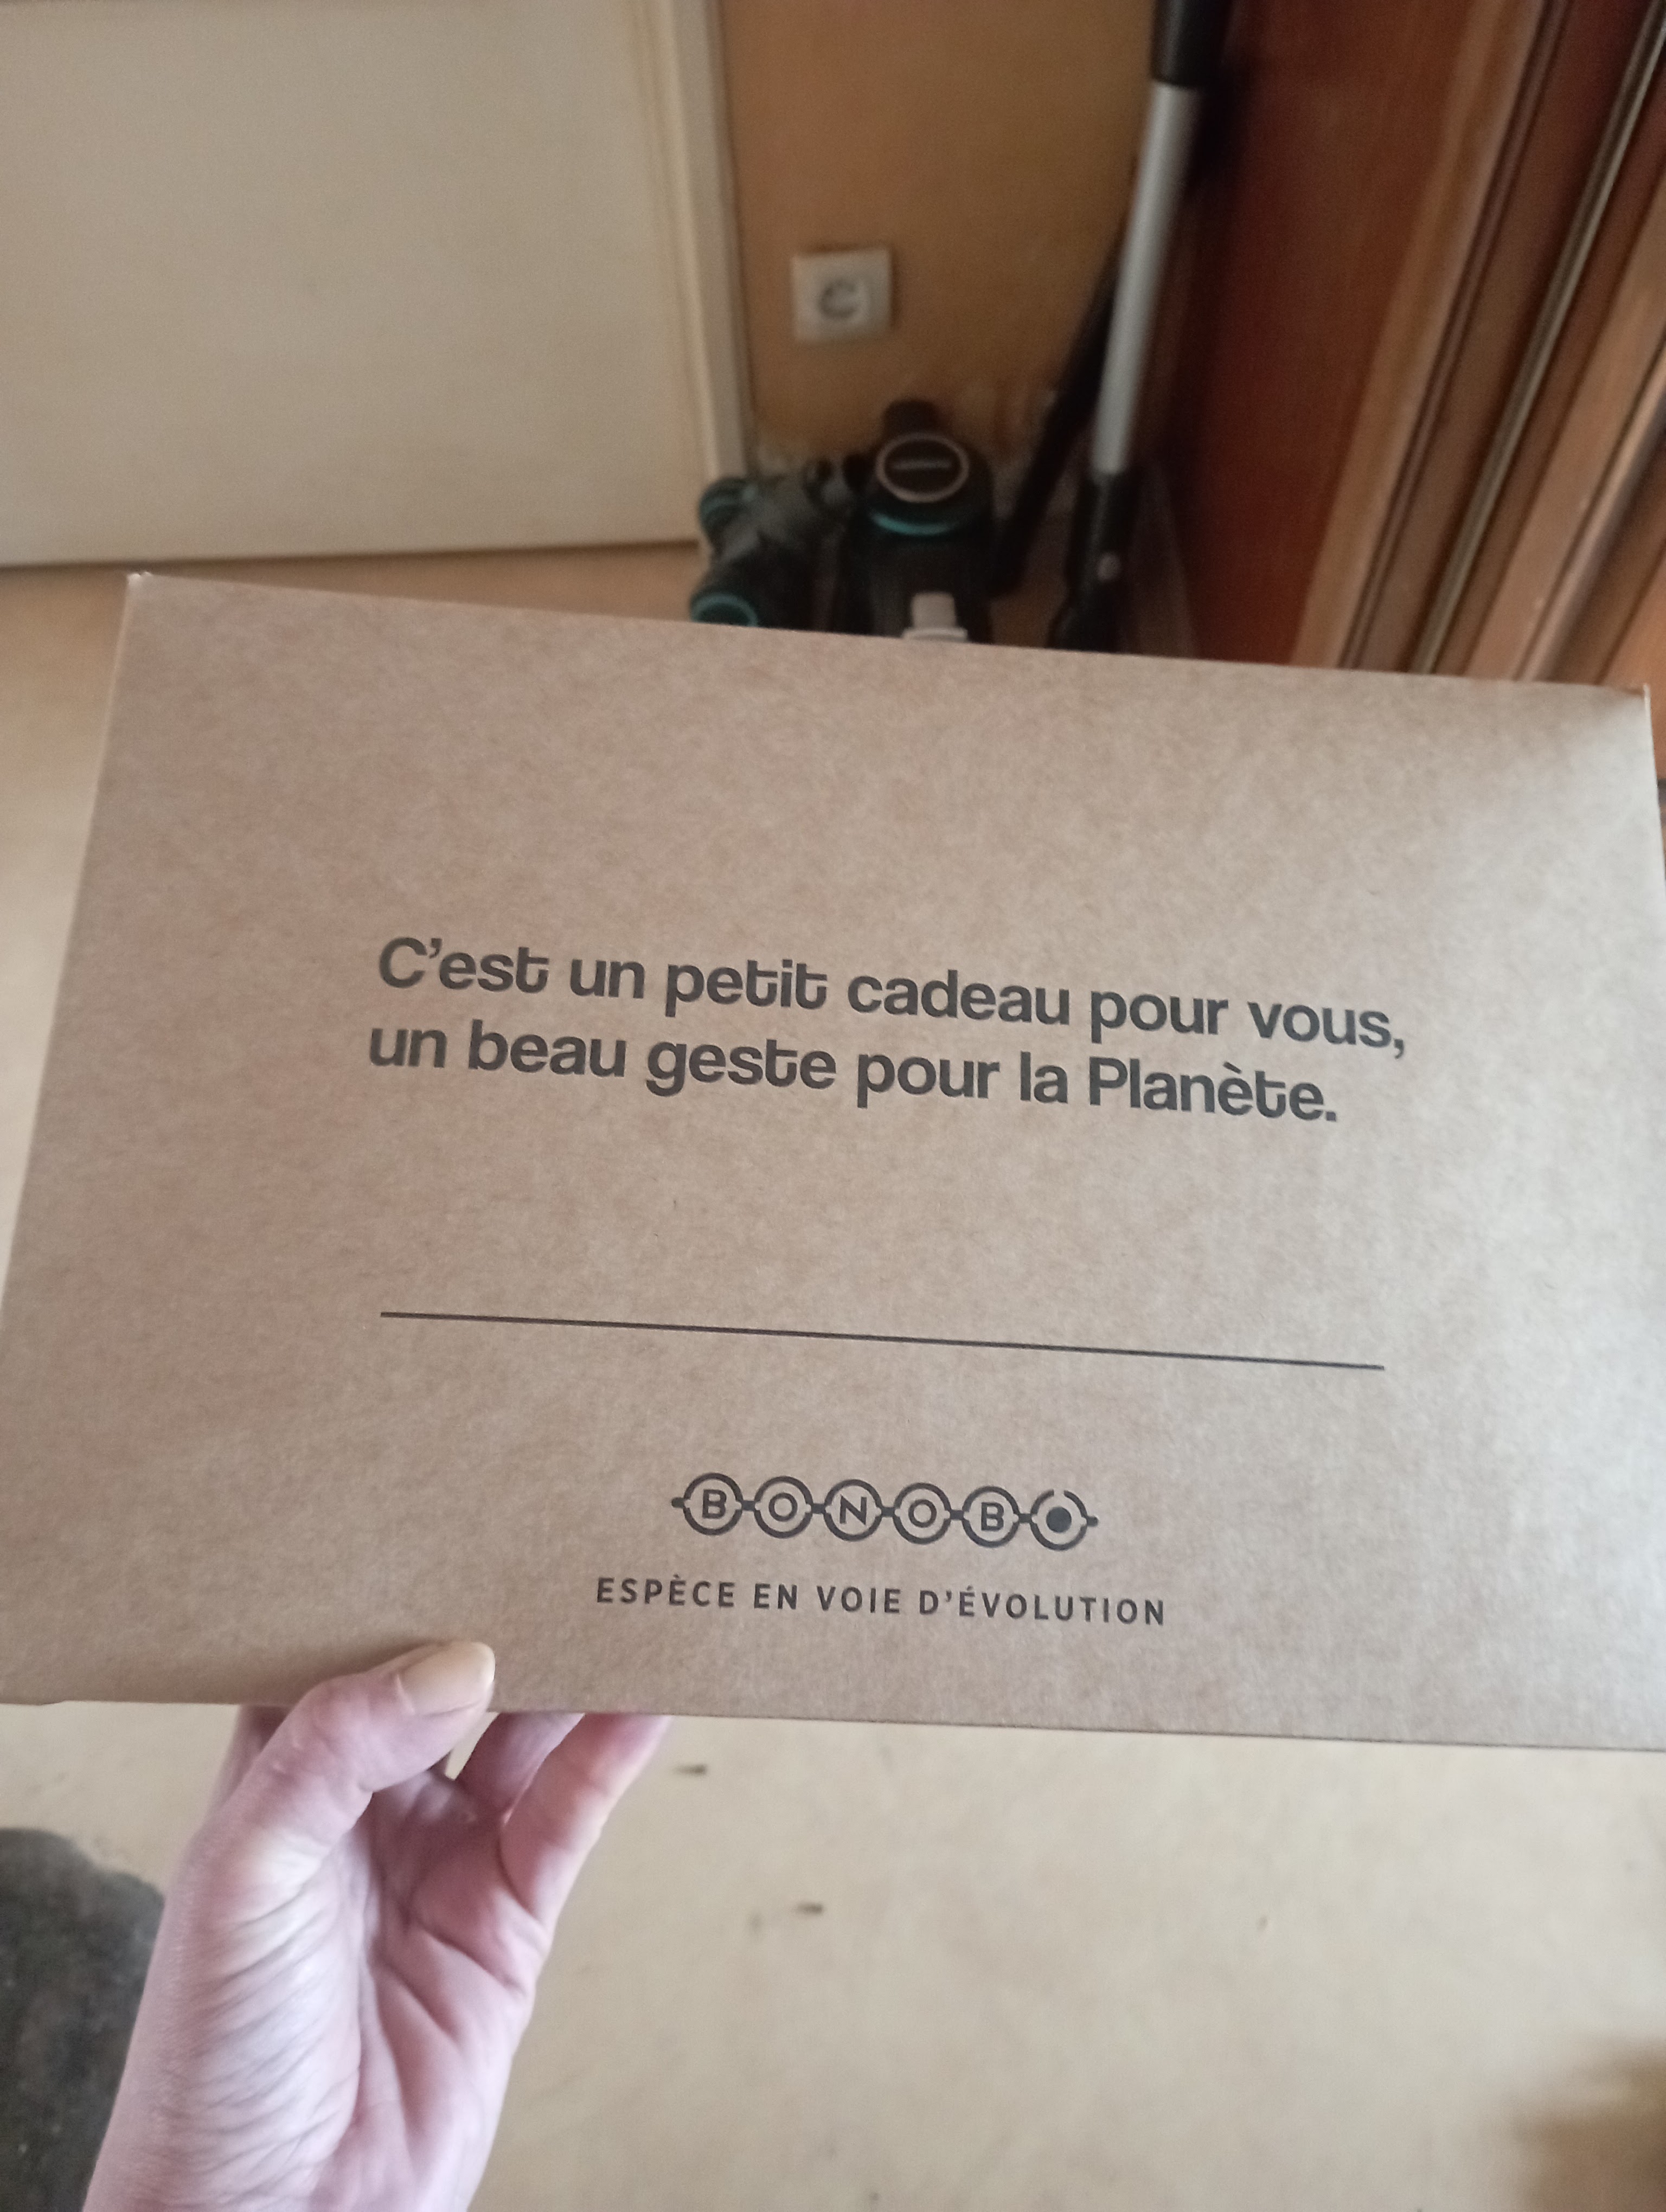 C'est un petit cadeau pour vous,
un beau geste pour la Planète.
BONOBO
ESPÈCE EN VOIE D'ÉVOLUTION